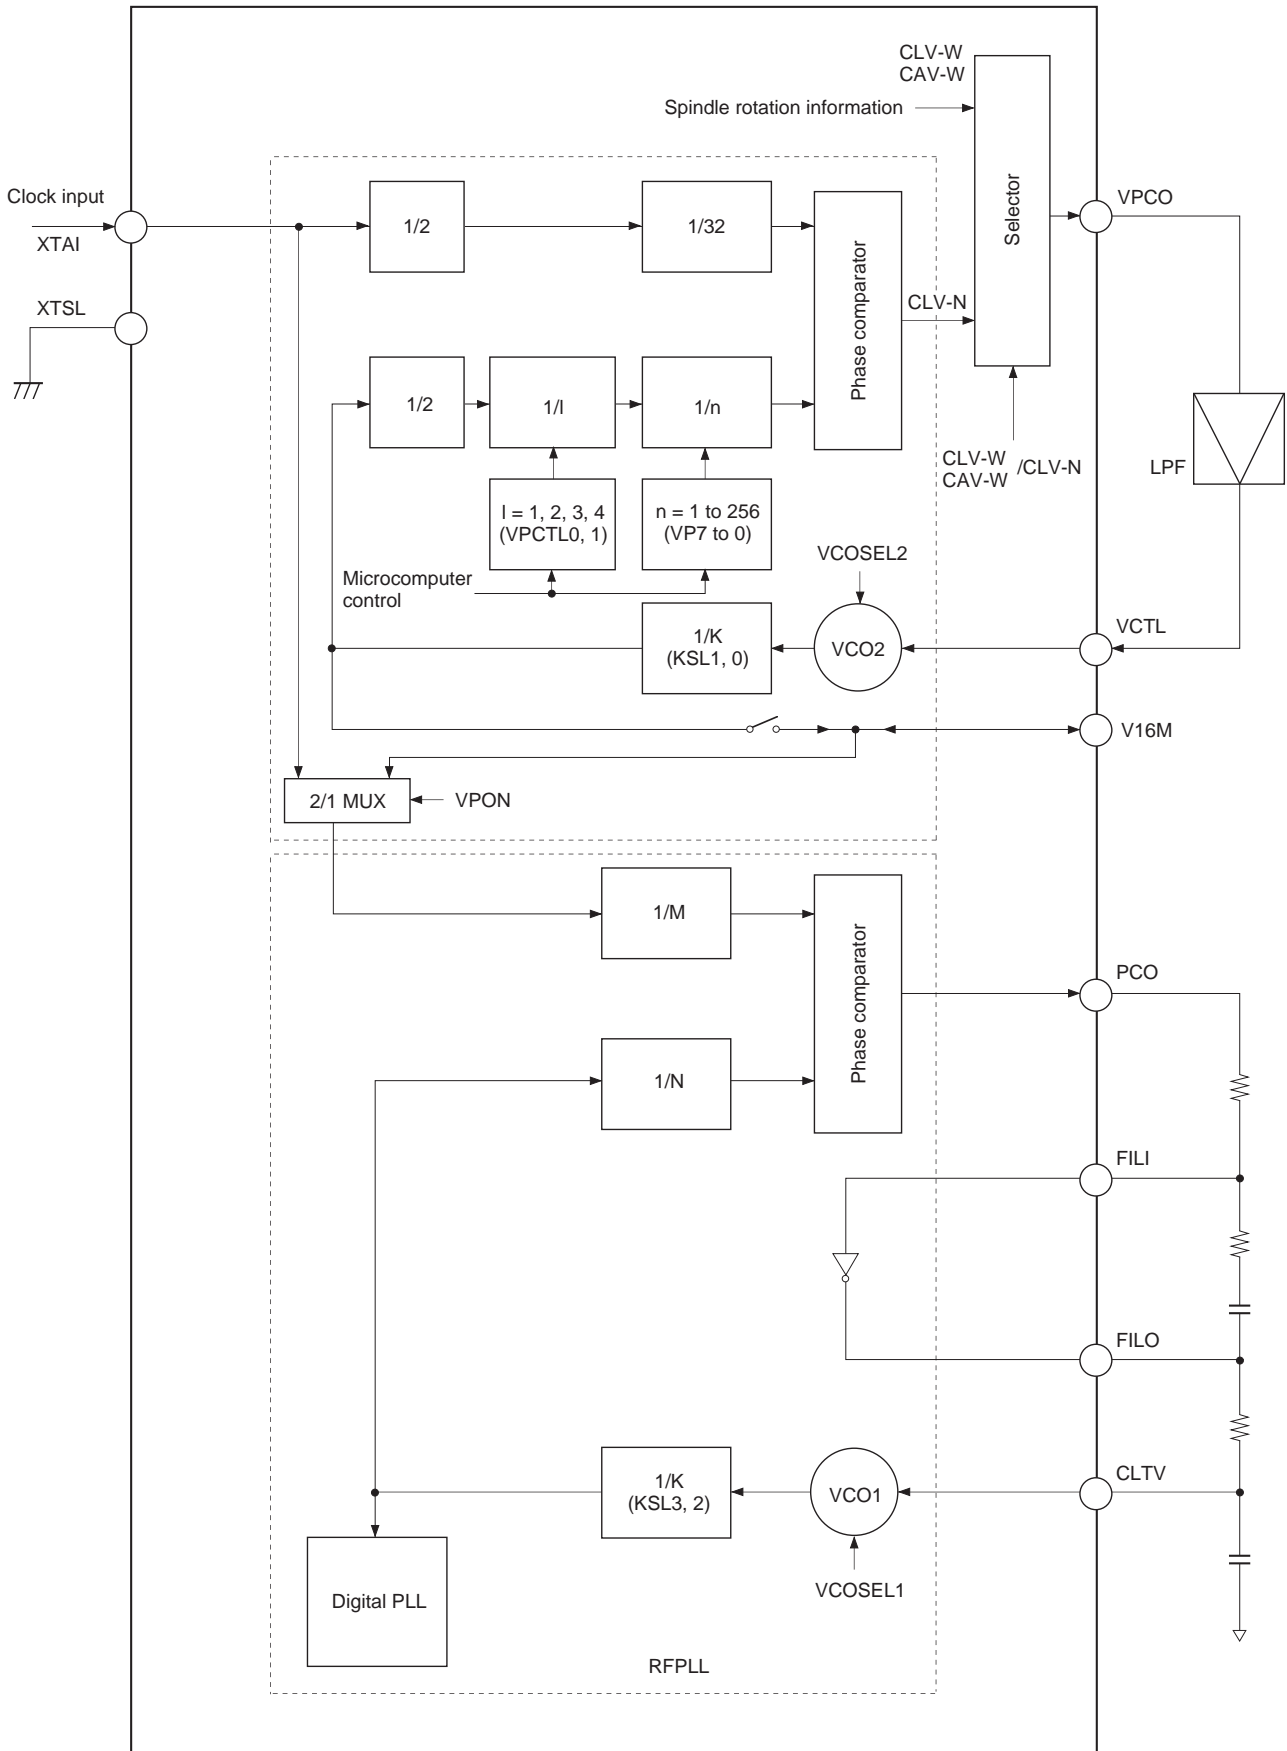 CLV-W
CAV-W
Spindle rotation information
Selector
Clock input
XTAI
XTSL
1/2
1/32
Phase comparator
VPCO
CLV-N
1/2
1/l
1/n
CLV-W
CAV-W
/CLV-N
LPF
l = 1, 2, 3, 4
(VPCTL0, 1)
n = 1 to 256
(VP7 to 0)
Microcomputer
control
VCOSEL2
1/K
(KSL1, 0)
VCO2
VCTL
V16M
2/1 MUX
VPON
1/M
Phase comparator
PCO
1/N
FILI
FILO
1/K
(KSL3, 2)
VCO1
CLTV
VCOSEL1
Digital PLL
RFPLL